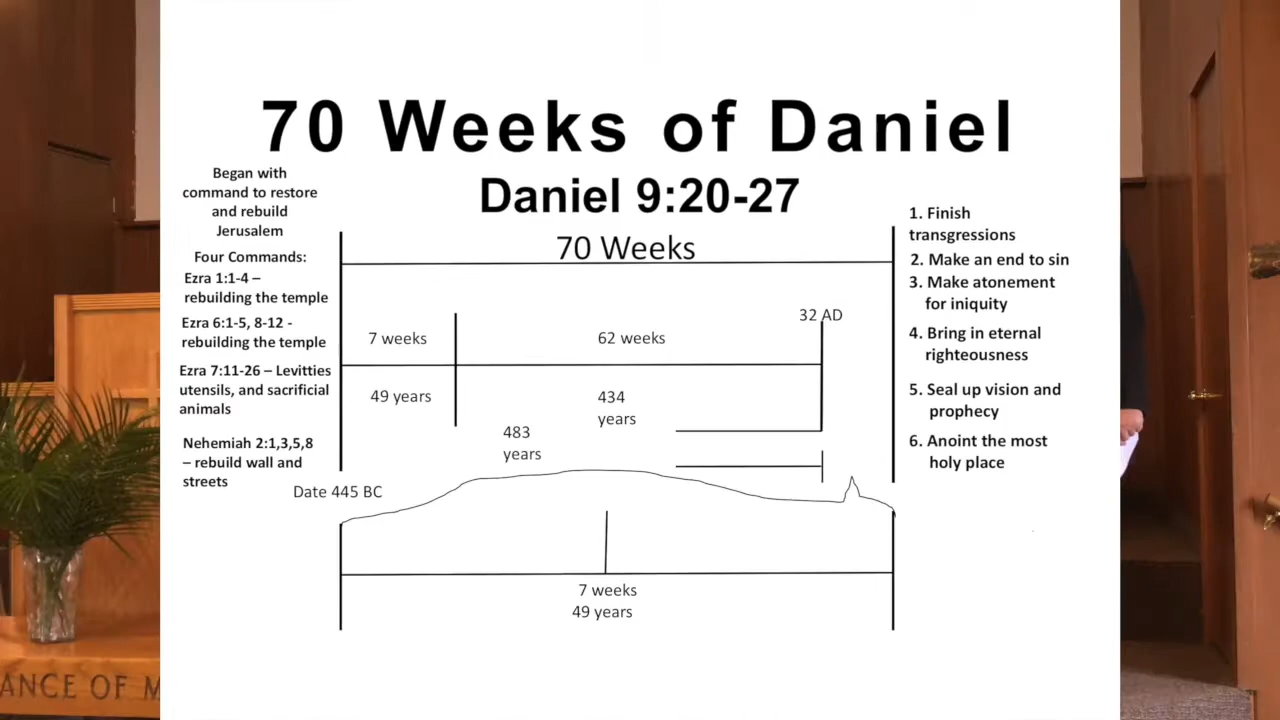 70 Weeks of Daniel
Daniel 9:20-27
Began with
command to restore
and rebuild
Jerusalem
Four Commands:
Ezra 1:1-4 –
rebuilding the temple
Ezra 6:1-5, 8-12 -
rebuilding the temple
Ezra 7:11-26 – Levitties
utensils, and sacrificial
animals
Nehemiah 2:1,3,5,8
– rebuild wall and
streets
Date 445 BC
70 Weeks
32 AD
7 weeks
62 weeks
49 years
434
years
483
years
7 weeks
49 years
1. Finish
transgressions
2. Make an end to sin
3. Make atonement
for iniquity
4. Bring in eternal
righteousness
5. Seal up vision and
prophecy
6. Anoint the most
holy place
ANCE OF M